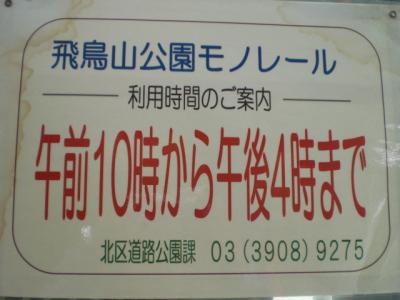 飛鳥山公園モノレール
利用時間のご案内
午前10時から午後4時まで
北区道路公園課 03(3908)9275